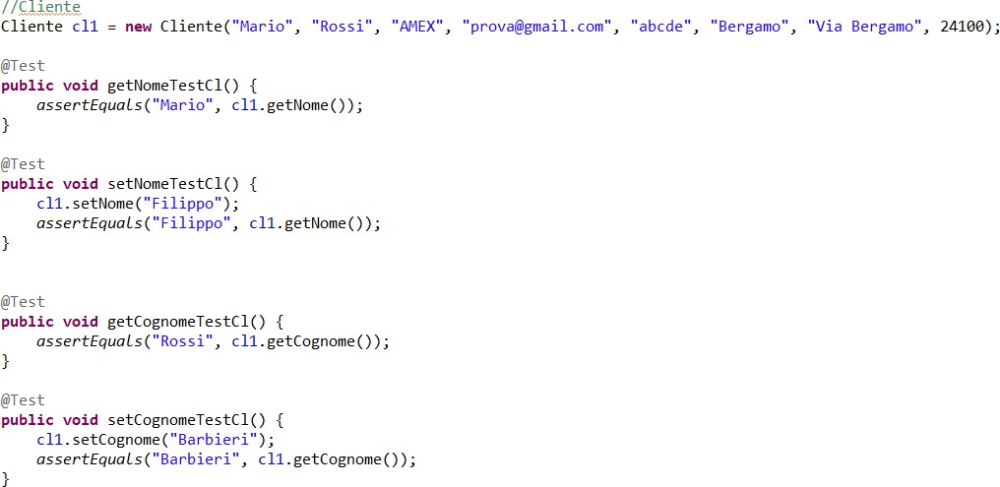 //Cliente
Cliente cl1 = new Cliente("Mario", "Rossi", "AMEX", "prova@gmail.com", "abcde", "Bergamo", "Via Bergamo", 24100);
@Test
public void getNomeTestCl() {
assertEquals("Mario", cl1.getNome());
}
@Test
public void setNomeTestCl() {
cl1.setNome("Filippo");
assertEquals("Filippo", cl1.getNome());
}
@Test
public void getCognomeTestCl() {
assertEquals("Rossi", cl1.getCognome());
}
@Test
public void setCognomeTestCl() {
cl1.setCognome("Barbieri");
assertEquals("Barbieri", cl1.getCognome());
}